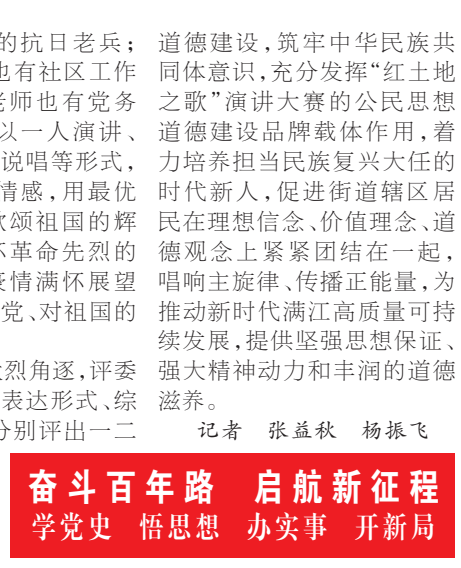 的抗日老兵；
也有社区工作
老师也有党务
以一人演讲、
说唱等形式，
情感，用最优
歌颂祖国的辉
怀革命先烈的
豪情满怀展望
党、对祖国的
烈角逐，评委
表达形式、综
分别评出一二
道德建设，筑牢中华民族共
同体意识，充分发挥“红土地
之歌”演讲大赛的公民思想
道德建设品牌载体作用，着
力培养担当民族复兴大任的
时代新人，促进街道辖区居
民在理想信念、价值理念、道
德观念上紧紧团结在一起，
唱响主旋律、传播正能量，为
推动新时代满江高质量可持
续发展，提供坚强思想保证、
强大精神动力和丰润的道德
滋养。
记者 张益秋 杨振飞
奋斗百年路 启航新征程
学党史 悟思想 办实事 开新局